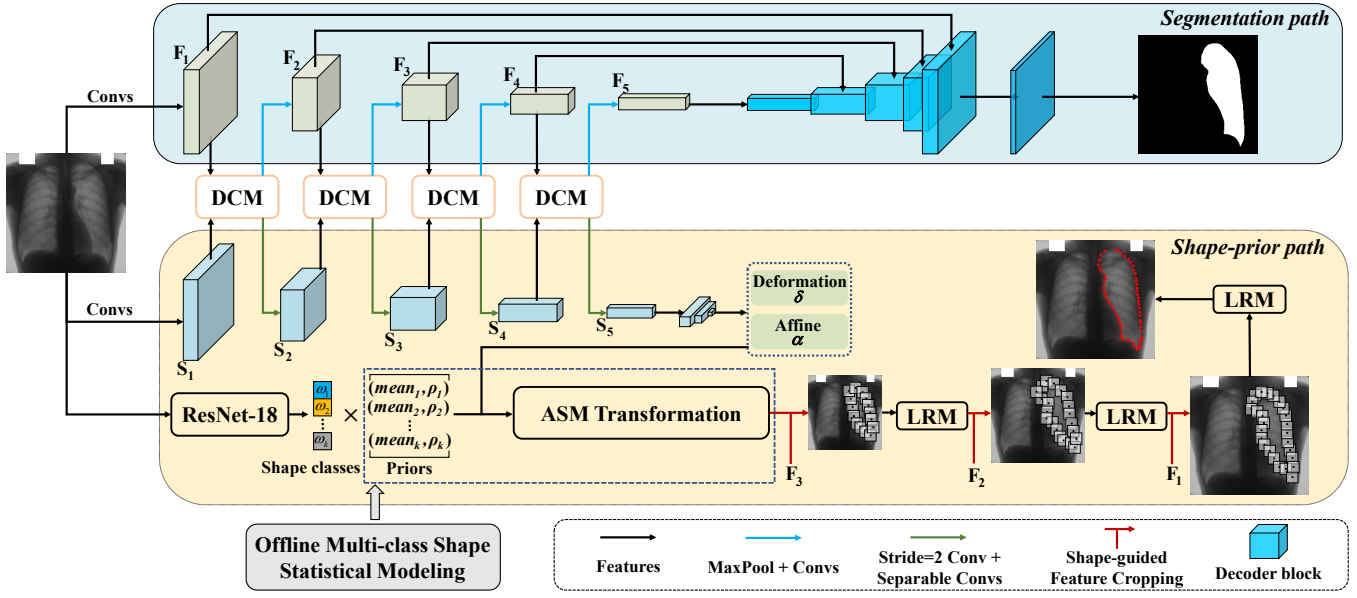 Segmentation path
F1
F2
F3
F4
F5
Convs
DCM
DCM
DCM
DCM
Shape-prior path
Convs
S1
S2
S3
S4
S5
Deformation
δ
Affine
α
LRM
ResNet-18
ω1
ω2
ωk
Shape classes
×
(mean1, ρ1)
(mean2, ρ2)
⋮
(meank, ρk)
Priors
ASM Transformation
F3
LRM
F2
LRM
F1
Offline Multi-class Shape
Statistical Modeling
Features
MaxPool + Convs
Stride=2 Conv +
Separable Convs
Shape-guided
Feature Cropping
Decoder block